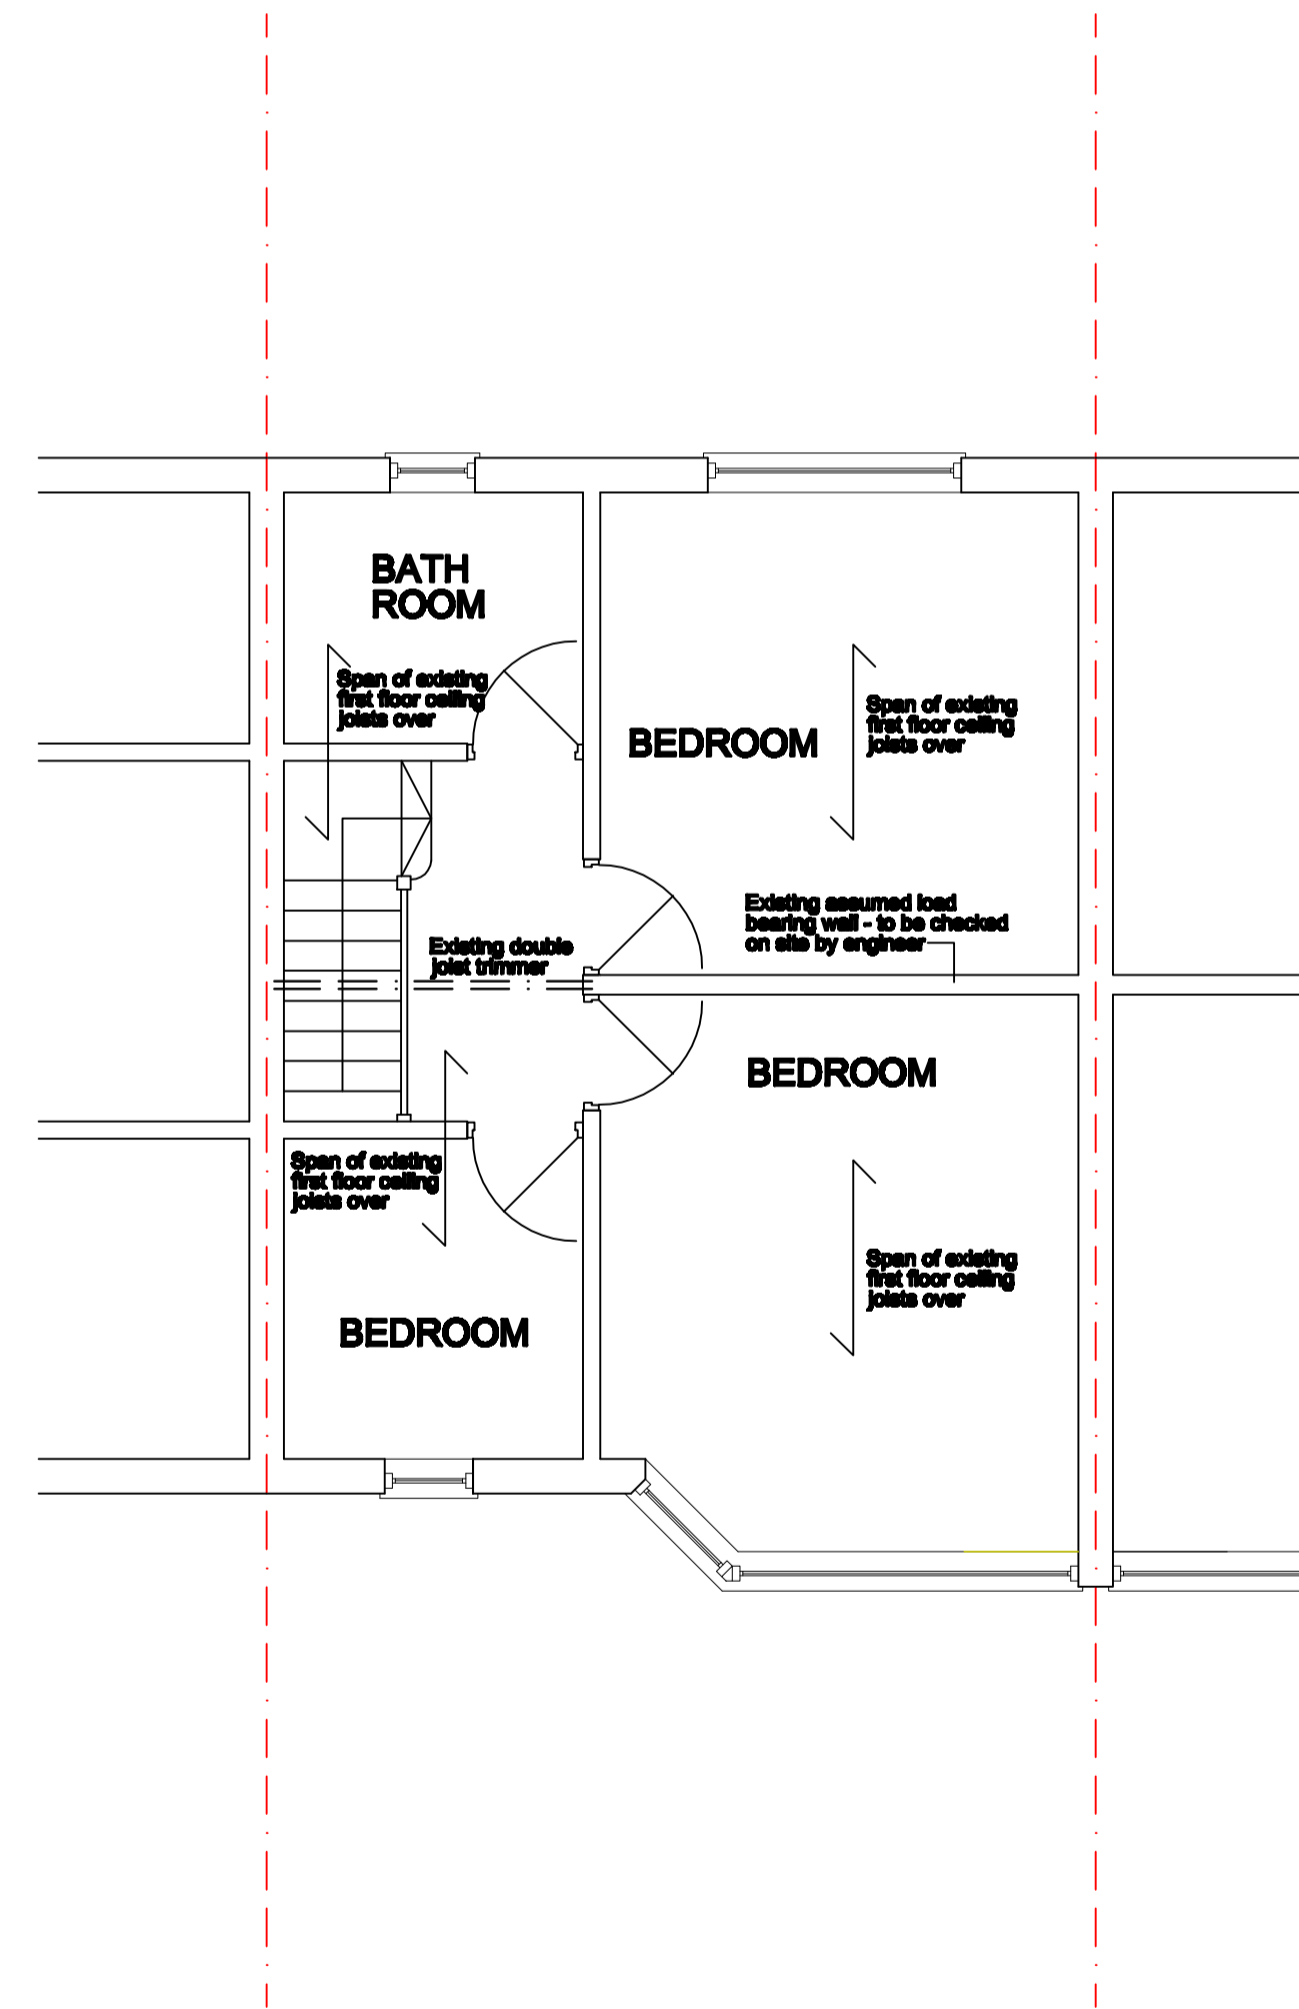 BATH
ROOM
Span of existing
first floor ceiling
joists over
BEDROOM
Span of existing
first floor ceiling
joists over
Existing assumed load
bearing wall - to be checked
on site by engineer
Existing double
joist trimmer
BEDROOM
Span of existing
first floor ceiling
joists over
Span of existing
first floor ceiling
joists over
BEDROOM